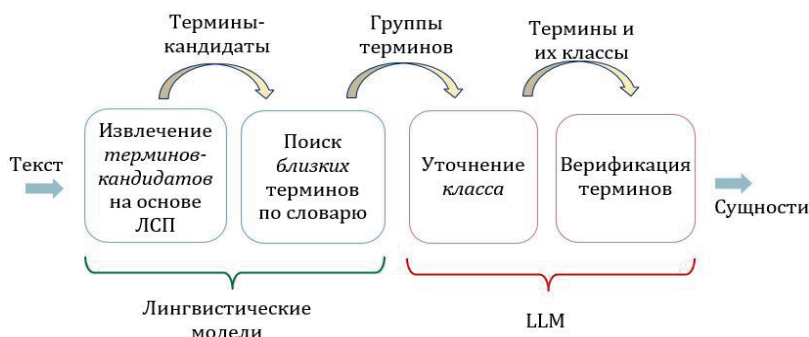 Термины-
кандидаты
Группы
терминов
Термины и
их классы
Текст
Извлечение
терминов-
кандидатов
на основе
ЛСП
Поиск
близких
терминов
по словарю
Уточнение
класса
Верификация
терминов
Сущности
Лингвистические
модели
LLM